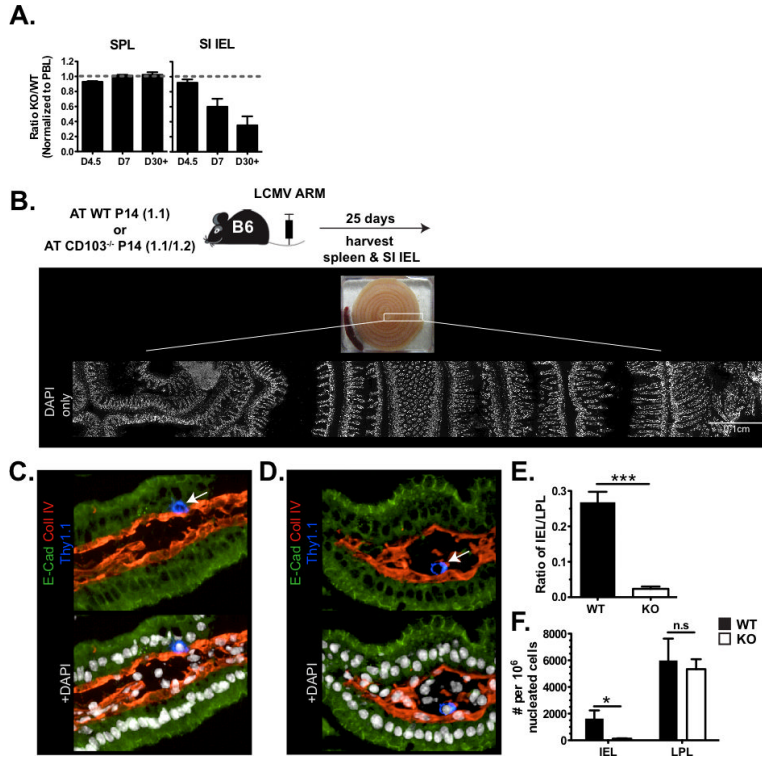 A.
SPL
SI IEL
Ratio KO/WT
(Normalized to PBL)
1.2
1.0
0.8
0.6
0.4
0.2
0.0
D4.5 D7 D30+ D4.5 D7 D30+
B.
LCMV ARM
AT WT P14 (1.1)
or
AT CD103-/- P14 (1.1/1.2)
B6
25 days
harvest
spleen & SI IEL
DAPI
only
0.1cm
C.
E-Cad Coll IV
Thy1.1
+DAPI
D.
E-Cad Coll IV
Thy1.1
+DAPI
E.
Ratio of IEL/LPL
0.3
0.2
0.1
0.0
***
WT KO
F.
WT
KO
# per 10⁶
nucleated cells
8000
6000
4000
2000
0
*
n.s
IEL LPL